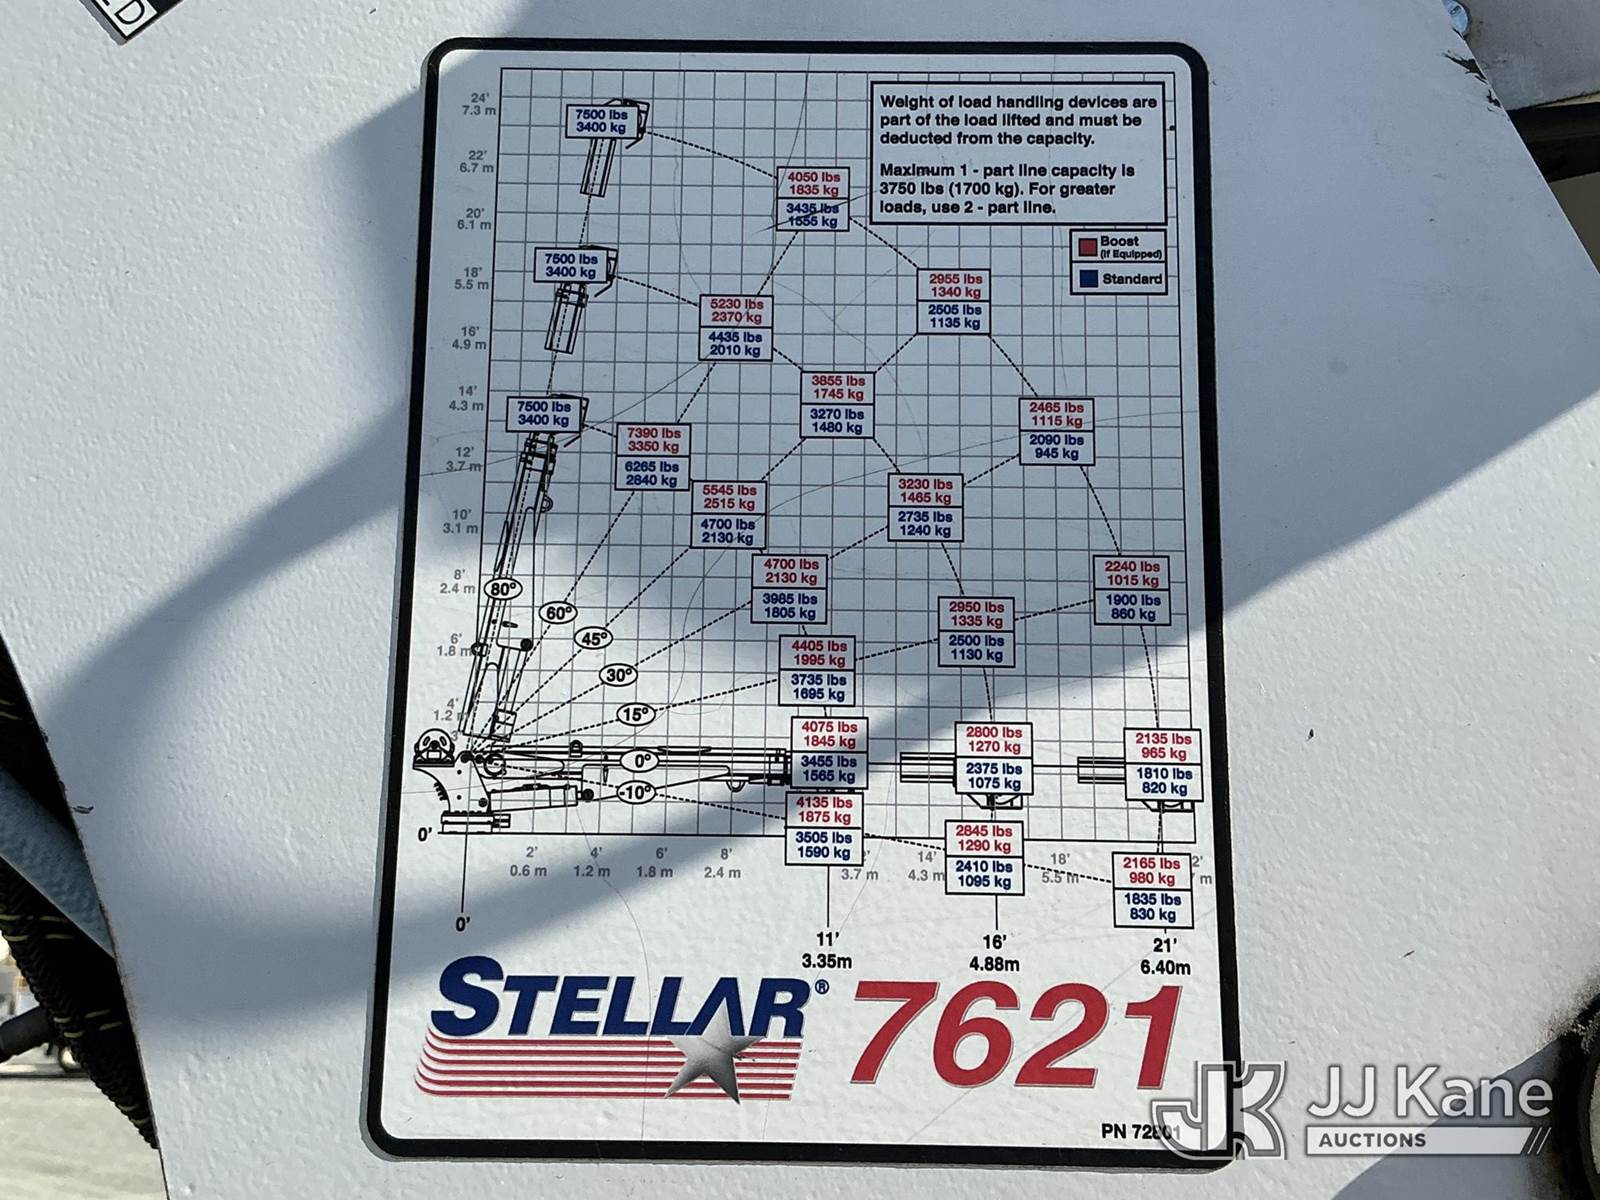 ED
24'
7.3 m
22'
6.7 m
20'
6.1 m
18'
5.5 m
16'
4.9 m
14'
4.3 m
12'
3.7 m
10'
3.1 m
8'
2.4 m
6'
1.8 m
4'
1.2
0'
Weight of load handling devices are
part of the load lifted and must be
deducted from the capacity.
Maximum 1 - part line capacity is
3750 lbs (1700 kg). For greater
loads, use 2 - part line.
Boost
(If Equipped)
Standard
7500 lbs
3400 kg
4050 lbs
1835 kg
3435 lbs
1555 kg
7500 lbs
3400 kg
2955 lbs
1340 kg
2505 lbs
1135 kg
5230 lbs
2370 kg
4435 lbs
2010 kg
3855 lbs
1745 kg
3270 lbs
1480 kg
7500 lbs
3400 kg
2465 lbs
1115 kg
2090 lbs
945 kg
7390 lbs
3350 kg
6265 lbs
2840 kg
5545 lbs
2515 kg
4700 lbs
2130 kg
3230 lbs
1465 kg
2735 lbs
1240 kg
4700 lbs
2130 kg
3985 lbs
1805 kg
2240 lbs
1015 kg
1900 lbs
860 kg
2950 lbs
1335 kg
2500 lbs
1130 kg
4405 lbs
1995 kg
3735 lbs
1695 kg
80°
60°
45°
30°
15°
0°
-10°
4075 lbs
1845 kg
3455 lbs
1565 kg
2800 lbs
1270 kg
2375 lbs
1075 kg
2135 lbs
965 kg
1810 lbs
820 kg
4135 lbs
1875 kg
3505 lbs
1590 kg
2845 lbs
1290 kg
2410 lbs
1095 kg
2165 lbs
980 kg
1835 lbs
830 kg
2' 4' 6' 8' 2' 14' 18' 2'
0.6 m 1.2 m 1.8 m 2.4 m 3.7 m 4.3 m 5.5 m m
0'
11'
3.35m
16'
4.88m
21'
6.40m
STELLAR® 7621
PN 72801
JK JJ Kane
AUCTIONS